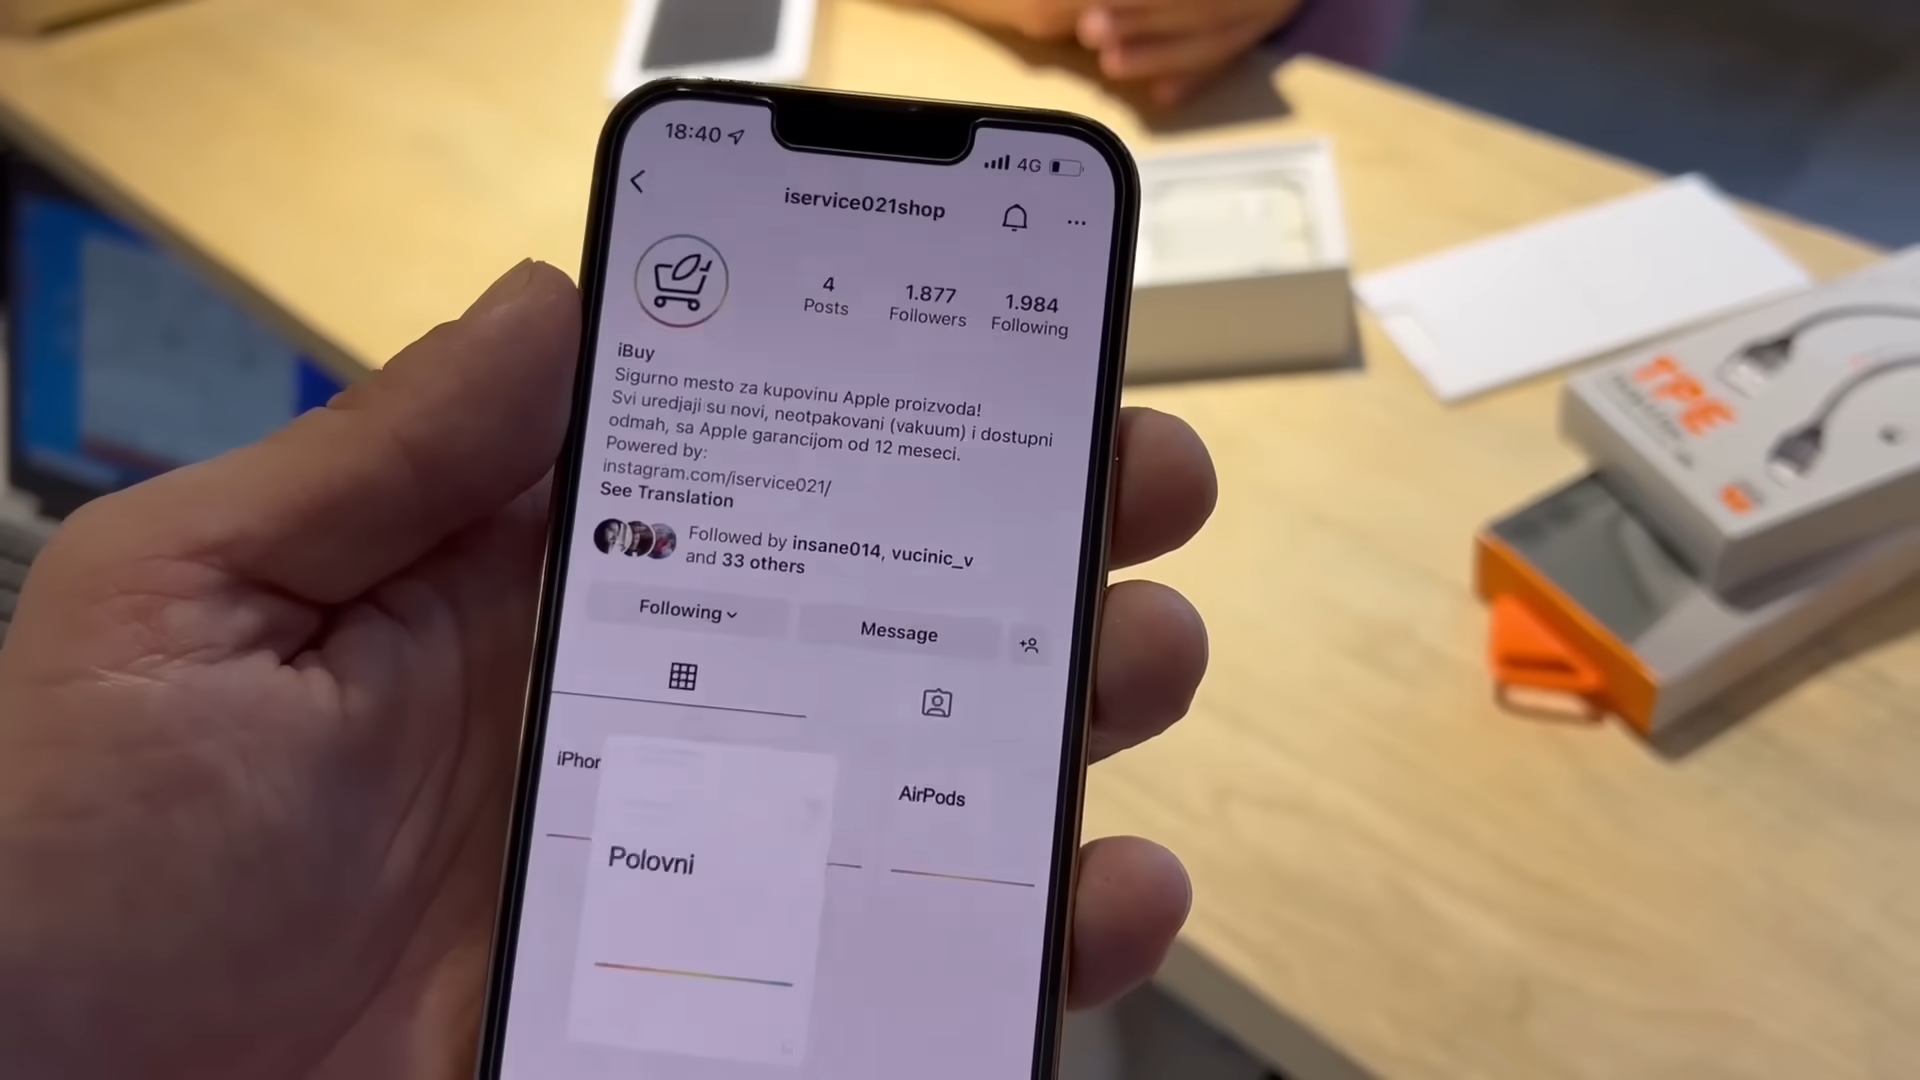 18:40
4G
iservice021shop
4
Posts
1.877
Followers
1.984
Following
iBuy
Sigurno mesto za kupovinu Apple proizvoda!
Svi uredjaji su novi, neotpakovani (vakuum) i dostupni
odmah, sa Apple garancijom od 12 meseci.
Powered by:
instagram.com/iservice021/
See Translation
Followed by insane014, vucinic_v
and 33 others
Following
Message
iPhor
AirPods
Polovni
TPE